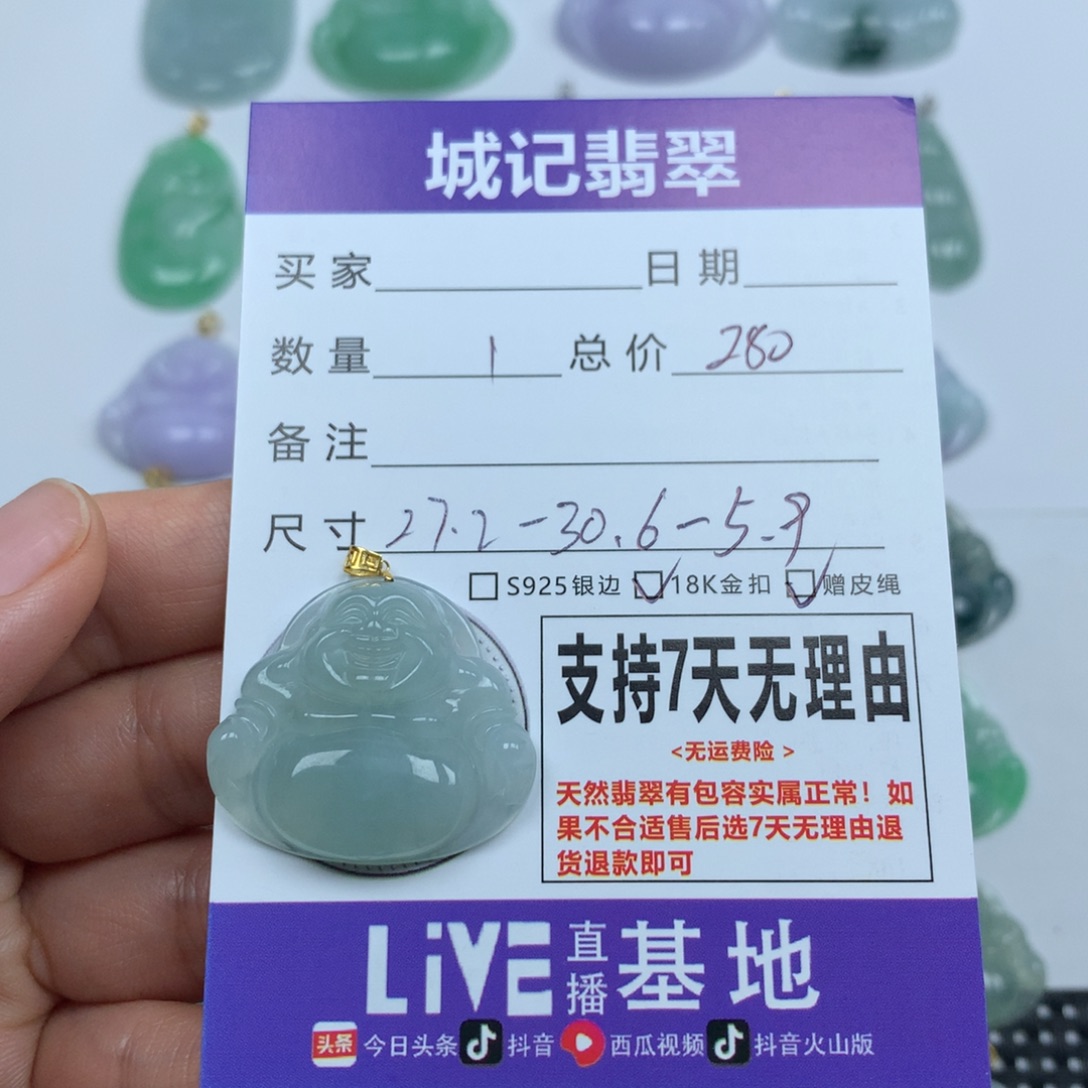 城记翡翠
买家 日期
数量 1 总价 280
备注
尺寸 27.2-30.6-5.9
S925银边 18K金扣 赠皮绳
支持7天无理由
<无运费险 >
天然翡翠有包容实属正常！如
果不合适售后选7天无理由退
货退款即可
LiVE 直播 基地
头条 今日头条 抖音 西瓜视频 抖音火山版